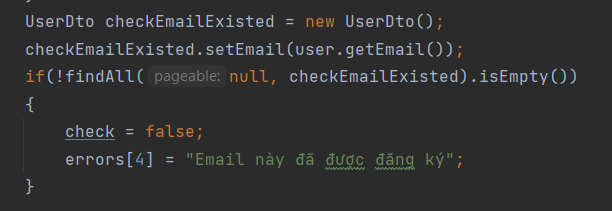 UserDto checkEmailExisted = new UserDto();
checkEmailExisted.setEmail(user.getEmail());
if(!findAll( pageable: null, checkEmailExisted).isEmpty())
{
check = false;
errors[4] = "Email này đã được đăng ký";
}